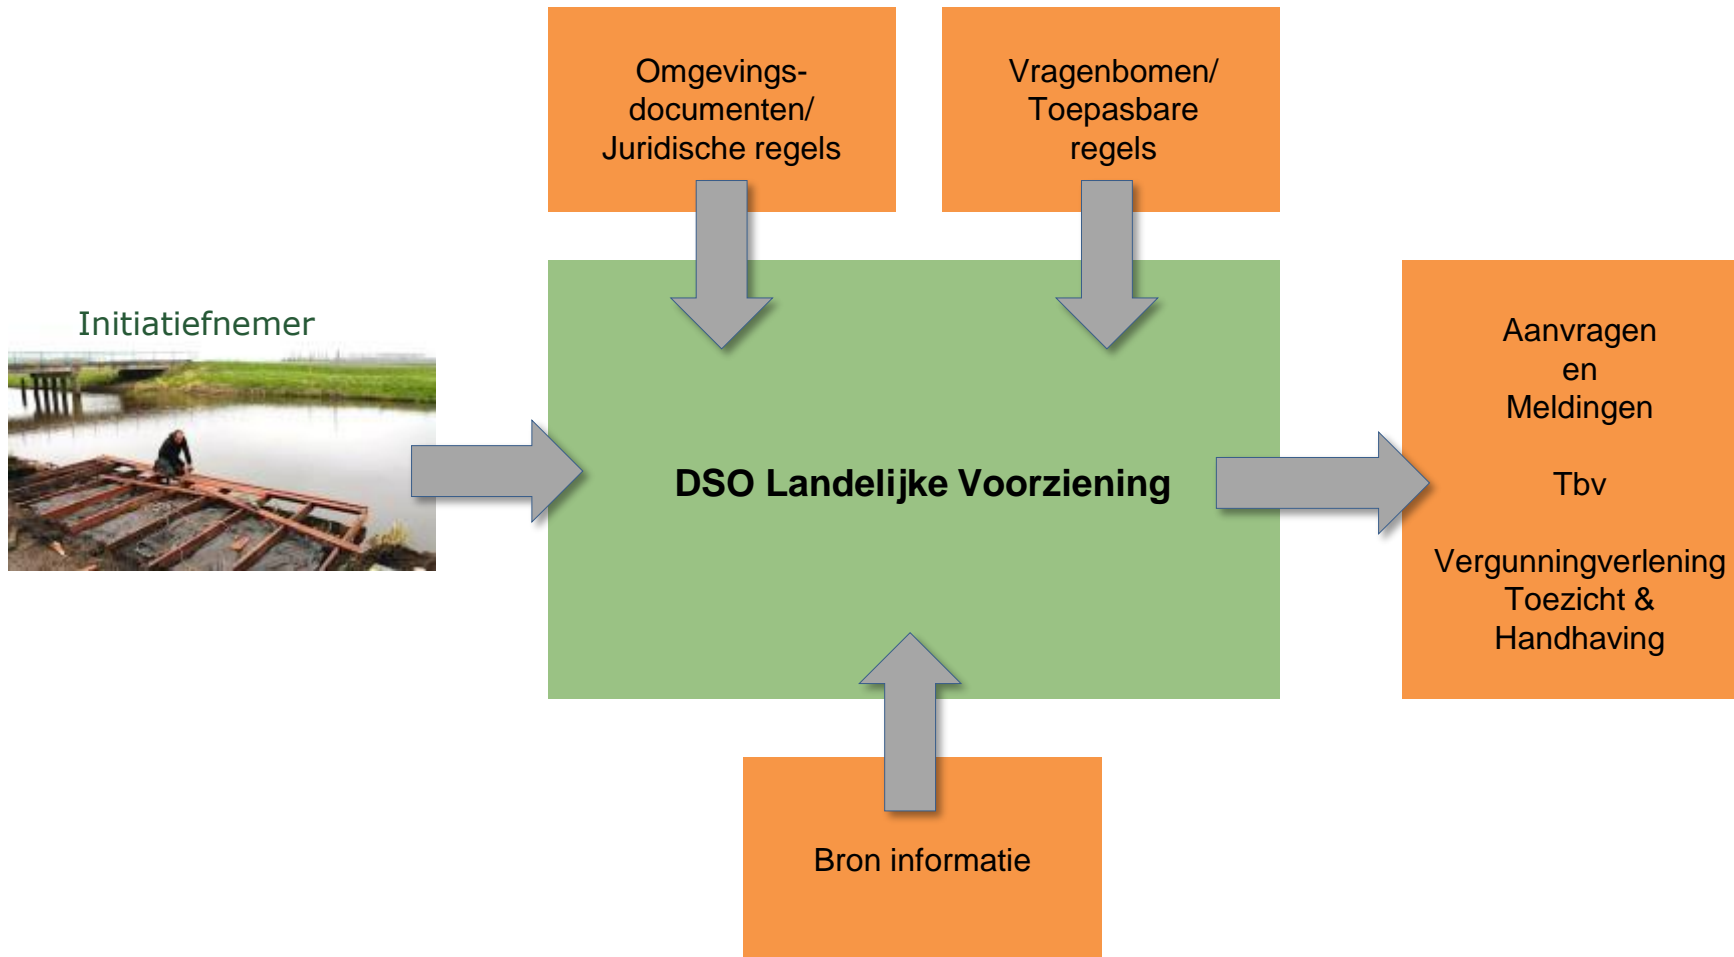 Omgevings-
documenten/
Juridische regels
Vragenbomen/
Toepasbare
regels
Initiatiefnemer
DSO Landelijke Voorziening
Aanvragen
en
Meldingen
Tbv
Vergunningverlening
Toezicht &
Handhaving
Bron informatie